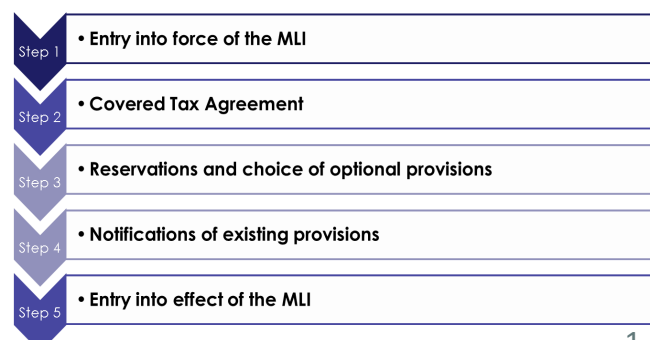 Step 1
• Entry into force of the MLI
Step 2
• Covered Tax Agreement
Step 3
• Reservations and choice of optional provisions
Step 4
• Notifications of existing provisions
Step 5
• Entry into effect of the MLI